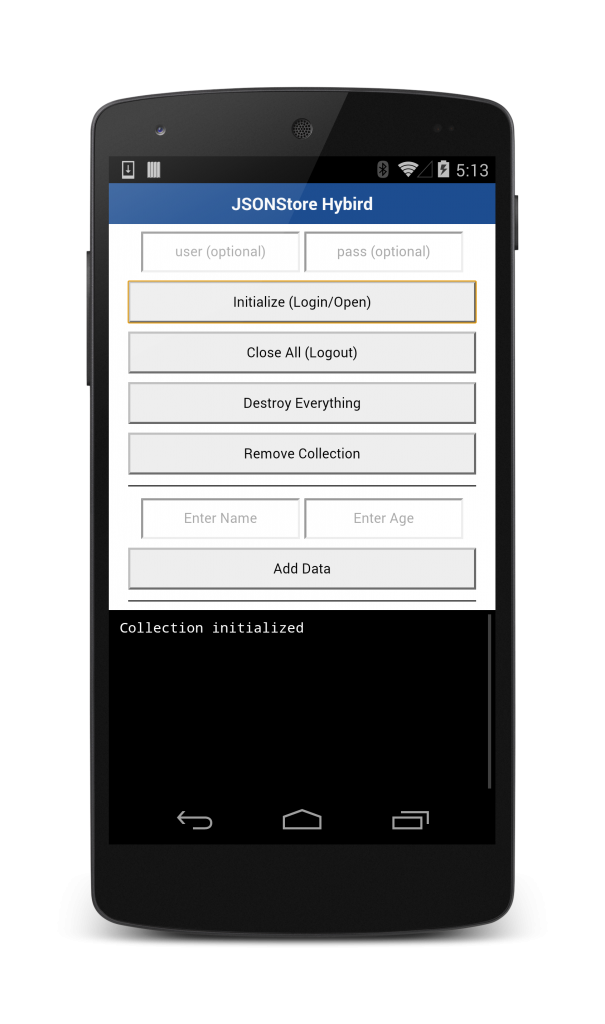 5:13
JSONStore Hybird
user (optional) pass (optional)
Initialize (Login/Open)
Close All (Logout)
Destroy Everything
Remove Collection
Enter Name Enter Age
Add Data
Collection initialized